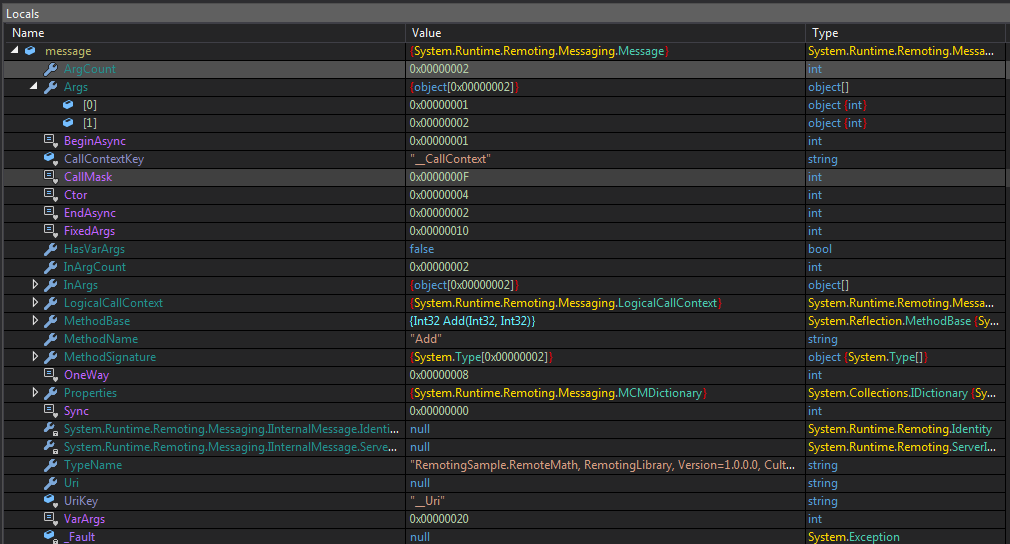 Locals
Name Value Type
message {System.Runtime.Remoting.Messaging.Message} System.Runtime.Remoting.Messa...
ArgCount 0x00000002 int
Args {object[0x00000002]} object[]
[0] 0x00000001 object {int}
[1] 0x00000002 object {int}
BeginAsync 0x00000001 int
CallContextKey "__CallContext" string
CallMask 0x0000000F int
Ctor 0x00000004 int
EndAsync 0x00000002 int
FixedArgs 0x00000010 int
HasVarArgs false bool
InArgCount 0x00000002 int
InArgs {object[0x00000002]} object[]
LogicalCallContext {System.Runtime.Remoting.Messaging.LogicalCallContext} System.Runtime.Remoting.Messa...
MethodBase {Int32 Add(Int32, Int32)} System.Reflection.MethodBase {Sy...
MethodName "Add" string
MethodSignature {System.Type[0x00000002]} object {System.Type[]}
OneWay 0x00000008 int
Properties {System.Runtime.Remoting.Messaging.MCMDictionary} System.Collections.IDictionary {Sy...
Sync 0x00000000 int
System.Runtime.Remoting.Messaging.IInternalMessage.Identi... null System.Runtime.Remoting.Identity
System.Runtime.Remoting.Messaging.IInternalMessage.Serve... null System.Runtime.Remoting.ServerI...
TypeName "RemotingSample.RemoteMath, RemotingLibrary, Version=1.0.0.0, Cult... string
Uri null string
UriKey "__Uri" string
VarArgs 0x00000020 int
_Fault null System.Exception